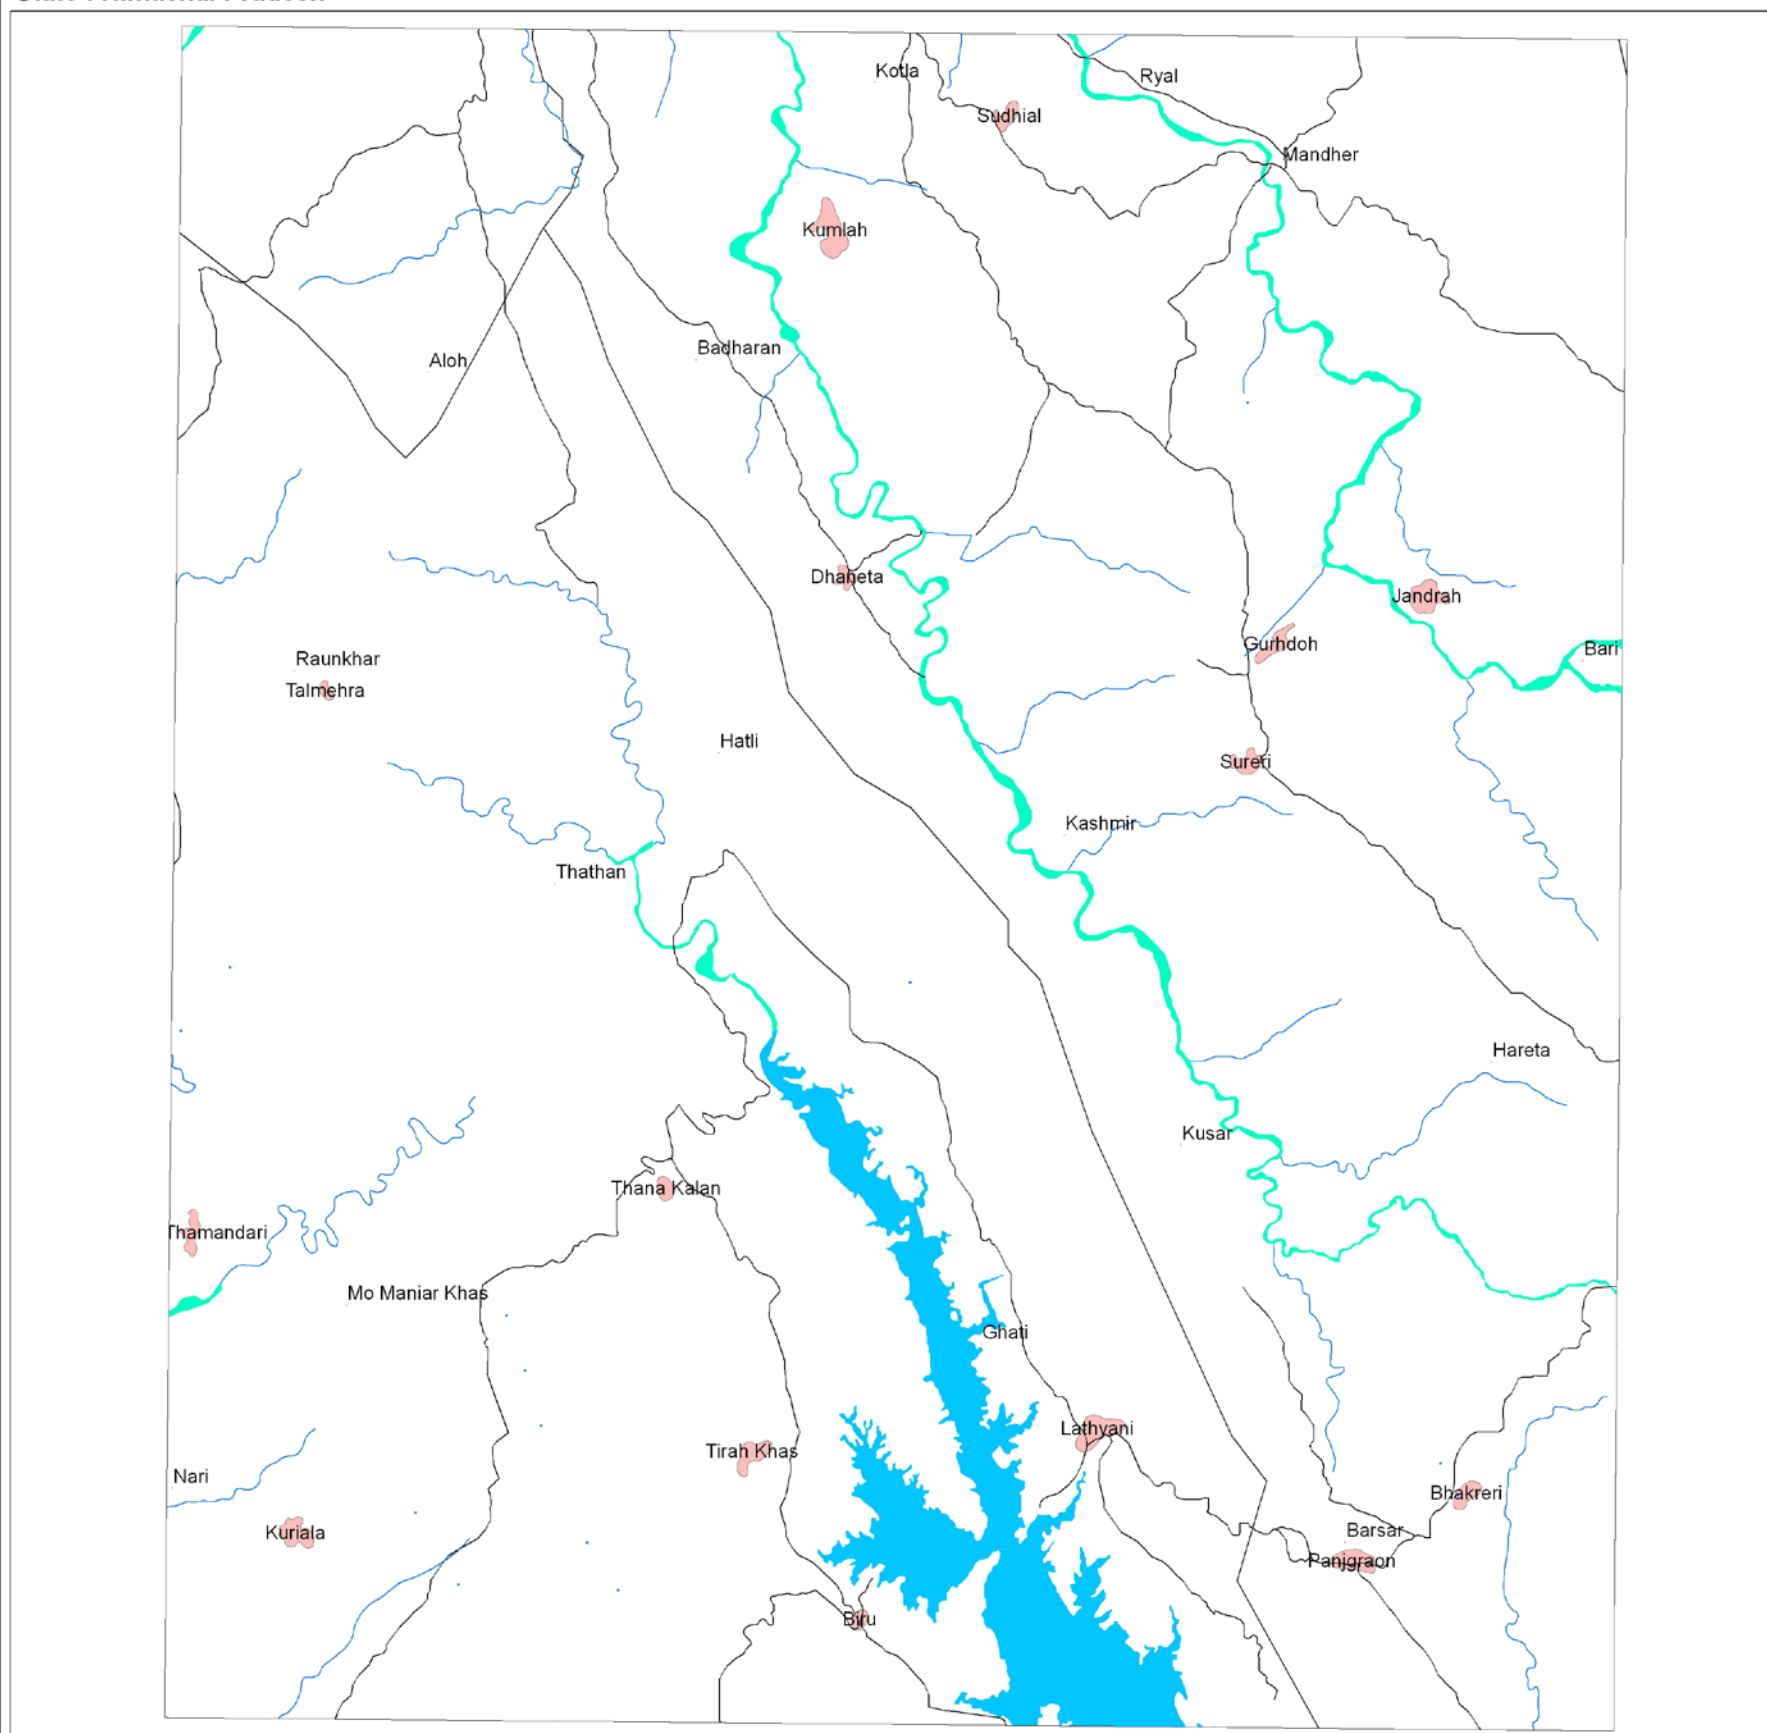 Kotla
Ryal
Sudhial
Mandher
Kumlah
Badharan
Aloh
Dhaneta
Jandrah
Gurhdoh
Bari
Raunkhar
Talmehra
Hatli
Sureri
Kashmir
Thathan
Hareta
Kusar
Thana Kalan
Thamandari
Mo Maniar Khas
Ghati
Lathyani
Tirah Khas
Nari
Bhakreri
Kuriala
Barsar
Panjgraon
Biru